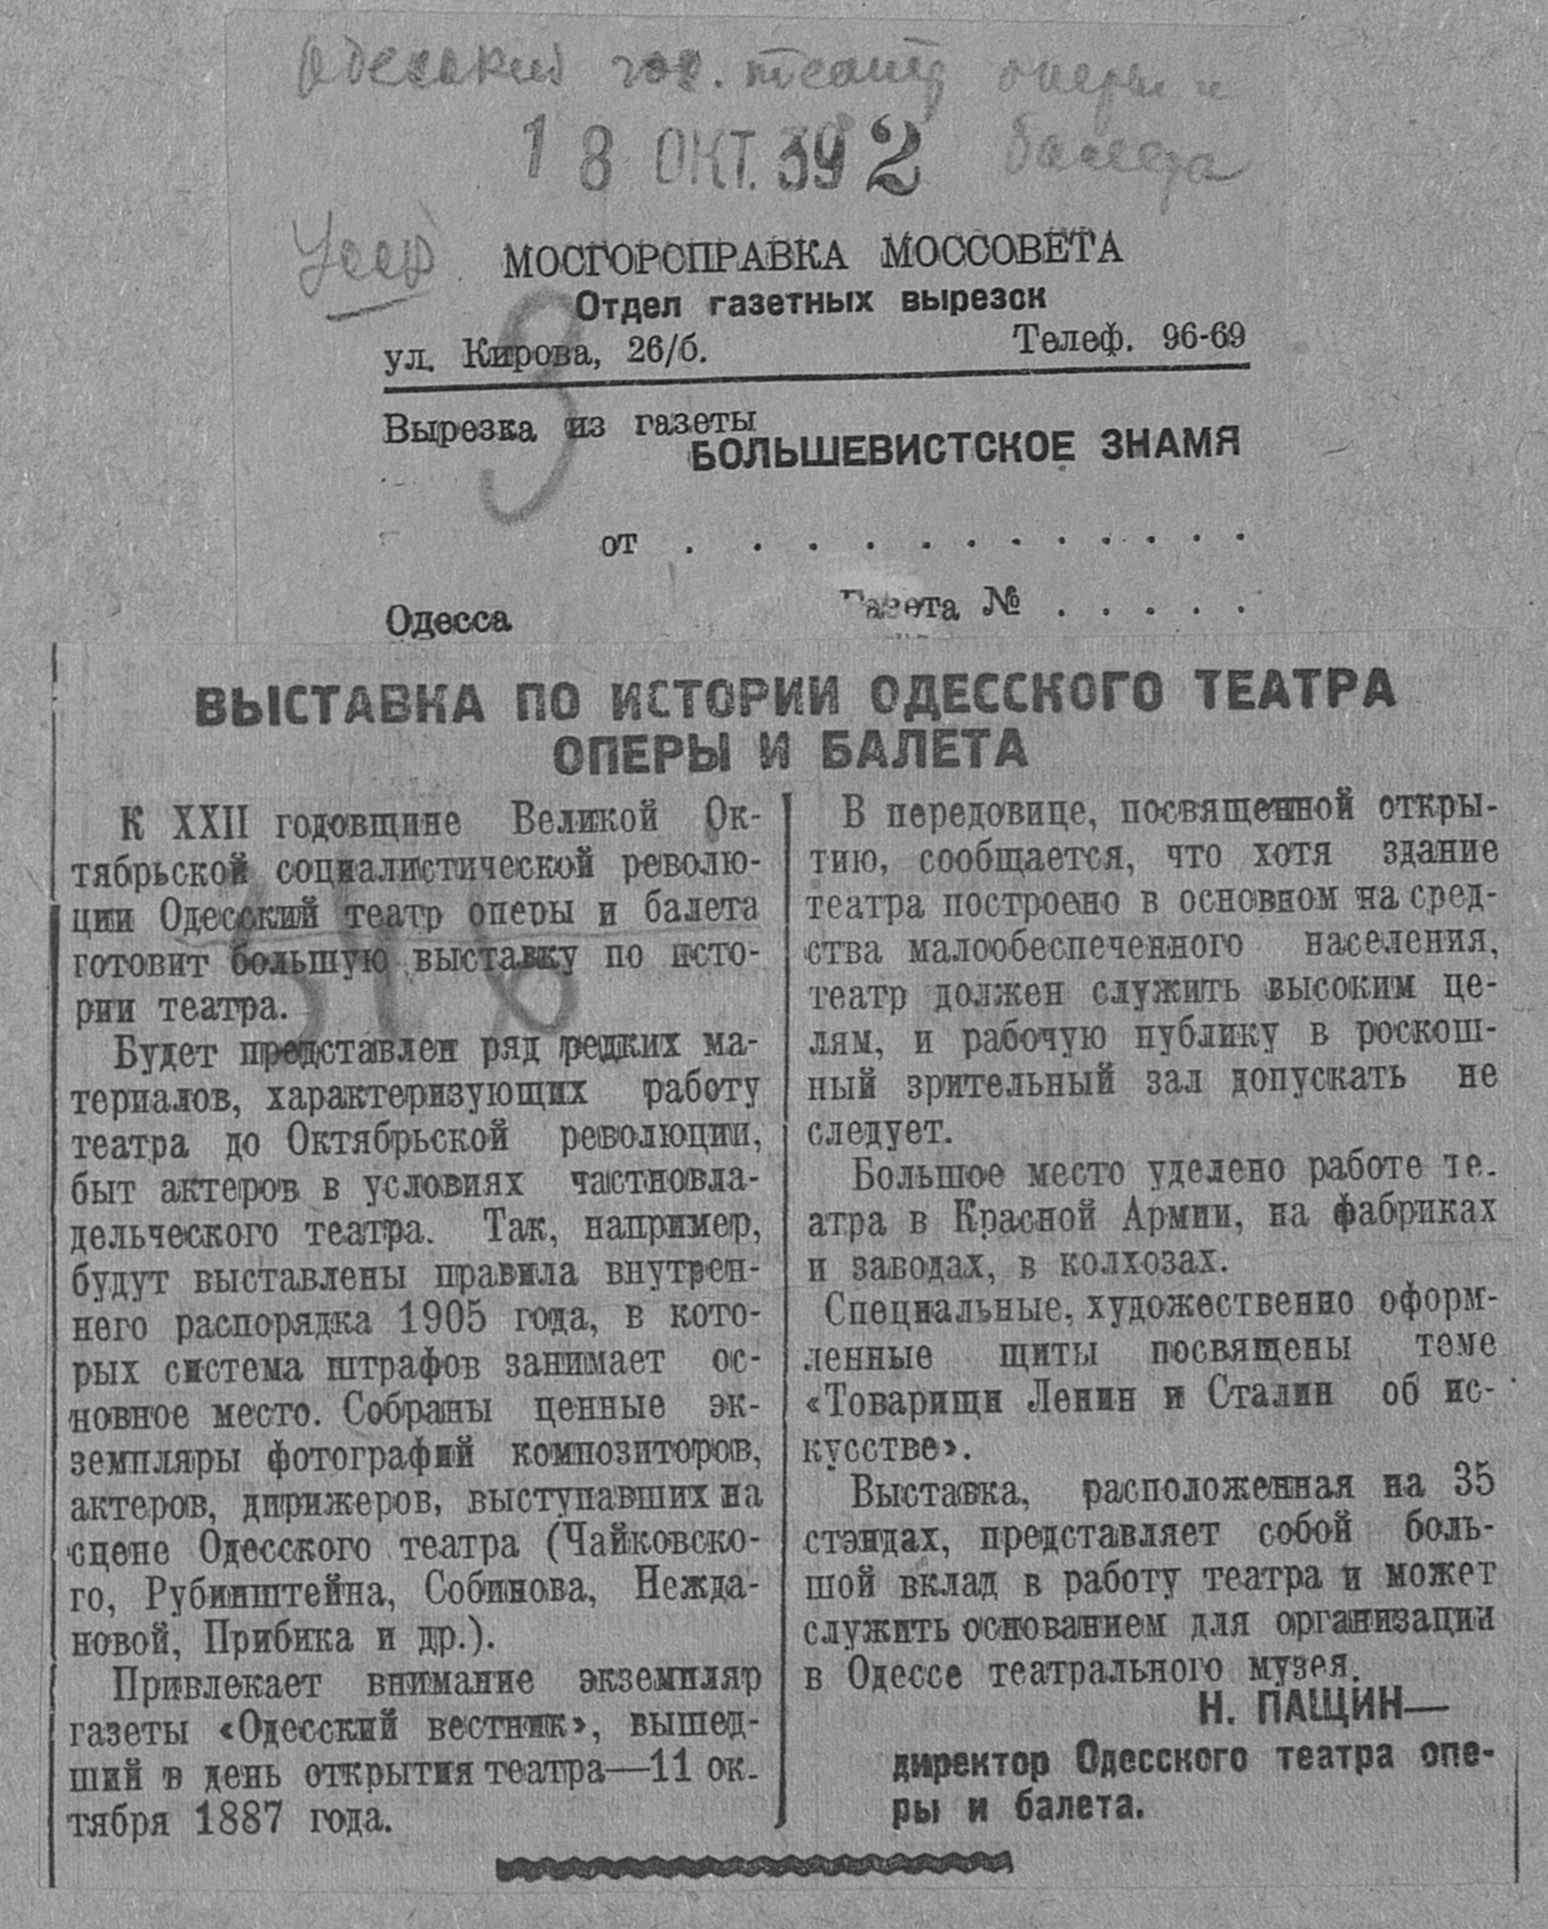 Одесский гос. театр оперы и
балета
18 ОКТ. 39 2
МОСГОРСПРАВКА МОССОВЕТА
Отдел газетных вырезок
ул. Кирова, 26/б. Телеф. 96-69
3
Вырезка из газеты
БОЛЬШЕВИСТСКОЕ ЗНАМЯ
от . . . . . . . . . . . .
Одесса Газета № . . . . .
ВЫСТАВКА ПО ИСТОРИИ ОДЕССКОГО ТЕАТРА
ОПЕРЫ И БАЛЕТА
К XXII годовщине Великой Ок-
тябрьской социалистической револю-
ции Одесский театр оперы и балета
готовит большую выставку по исто-
рии театра.
Будет представлен ряд редких ма-
териалов, характеризующих работу
театра до Октябрьской революции,
быт актеров в условиях частновла-
дельческого театра. Так, например,
будут выставлены правила внутрен-
него распорядка 1905 года, в кото-
рых система штрафов занимает ос-
новное место. Собраны ценные эк-
земпляры фотографий композиторов,
актеров, дирижеров, выступавших на
сцене Одесского театра (Чайковско-
го, Рубинштейна, Собинова, Нежда-
новой, Прибика и др.).
Привлекает внимание экземпляр
газеты «Одесский вестник», вышед-
ший в день открытия театра—11 ок-
тября 1887 года.
В передовице, посвященной откры-
тию, сообщается, что хотя здание
театра построено в основном на сред-
ства малообеспеченного населения,
театр должен служить высоким це-
лям, и рабочую публику в роскош-
ный зрительный зал допускать не
следует.
Большое место уделено работе те-
атра в Красной Армии, на фабриках
и заводах, в колхозах.
Специальные, художественно оформ-
ленные щиты посвящены теме
«Товарищи Ленин и Сталин об ис-
кусстве».
Выставка, расположенная на 35
стэндах, представляет собой боль-
шой вклад в работу театра и может
служить основанием для организации
в Одессе театрального музея.
Н. ПАЩИН—
директор Одесского театра опе-
ры и балета.